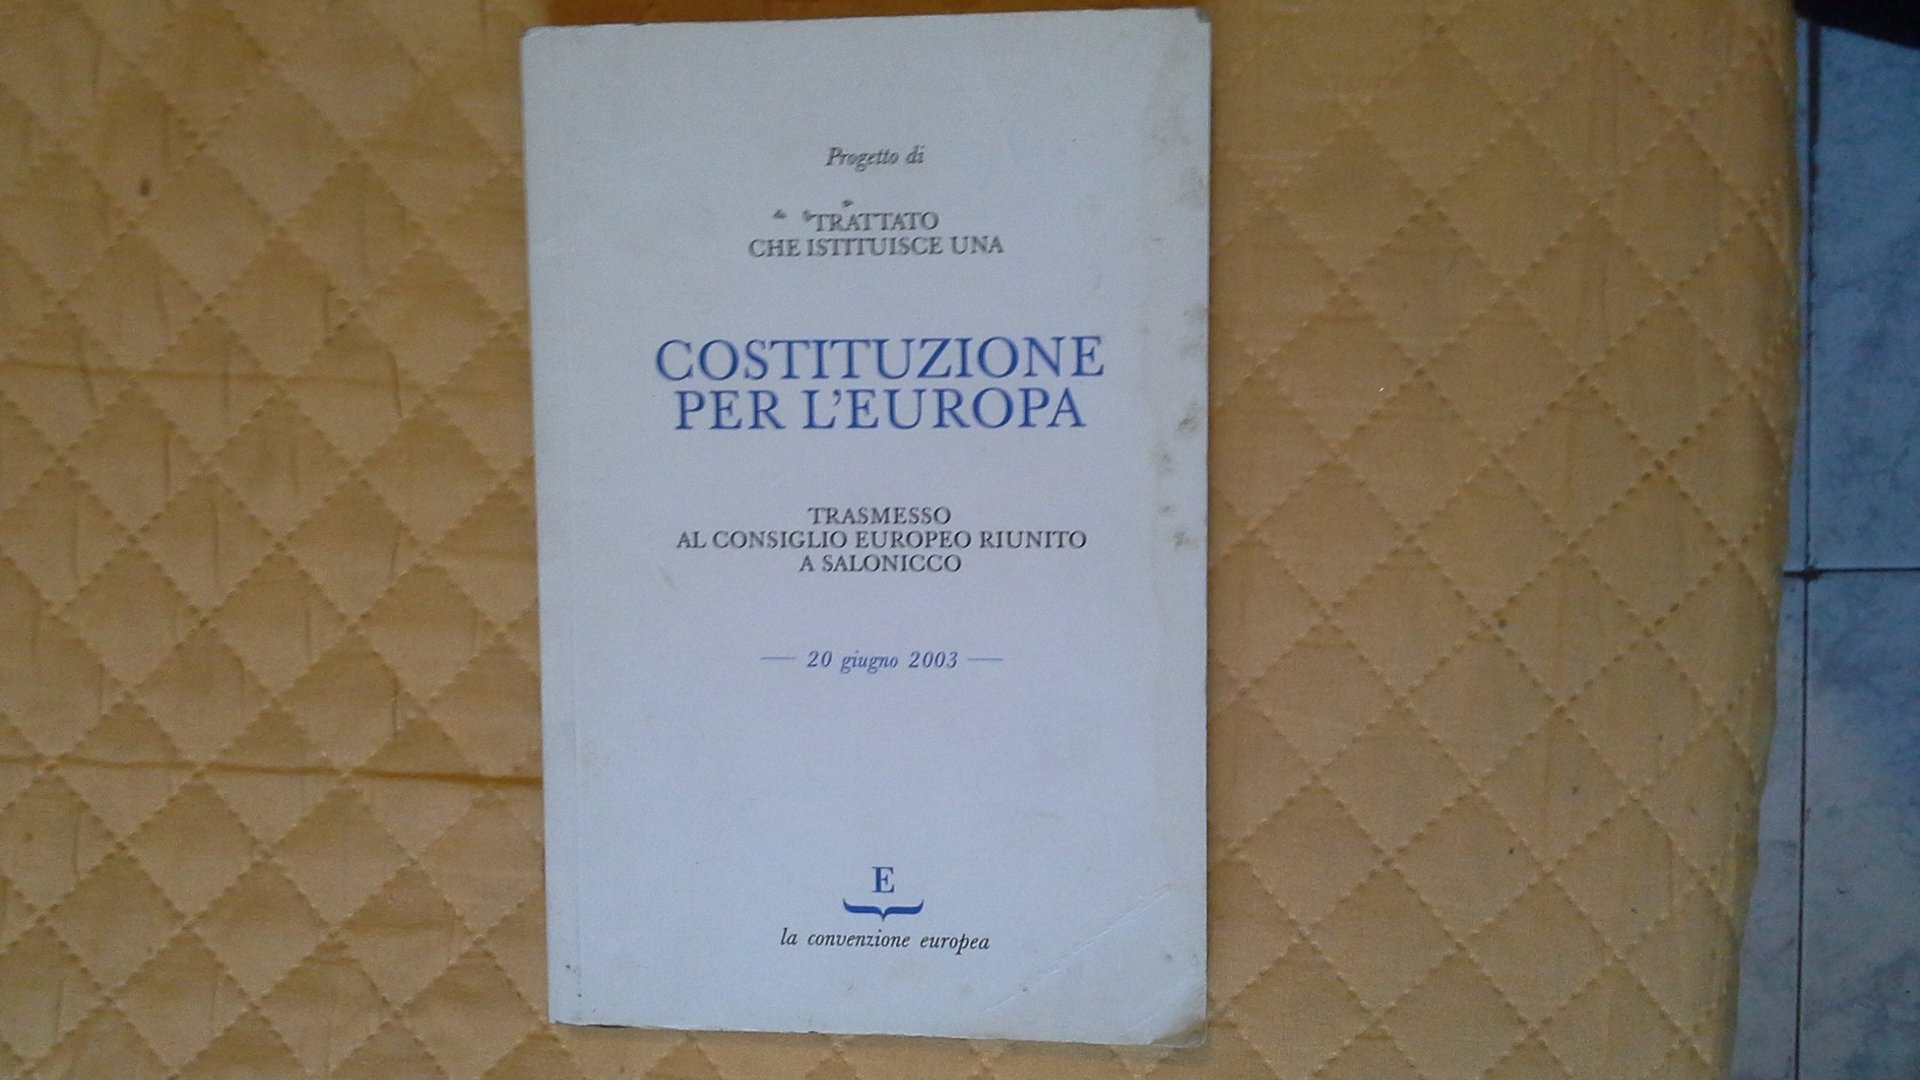 Progetto di
TRATTATO
CHE ISTITUISCE UNA
COSTITUZIONE
PER L'EUROPA
TRASMESSO
AL CONSIGLIO EUROPEO RIUNITO
A SALONICCO
— 20 giugno 2003 —
E
la convenzione europea